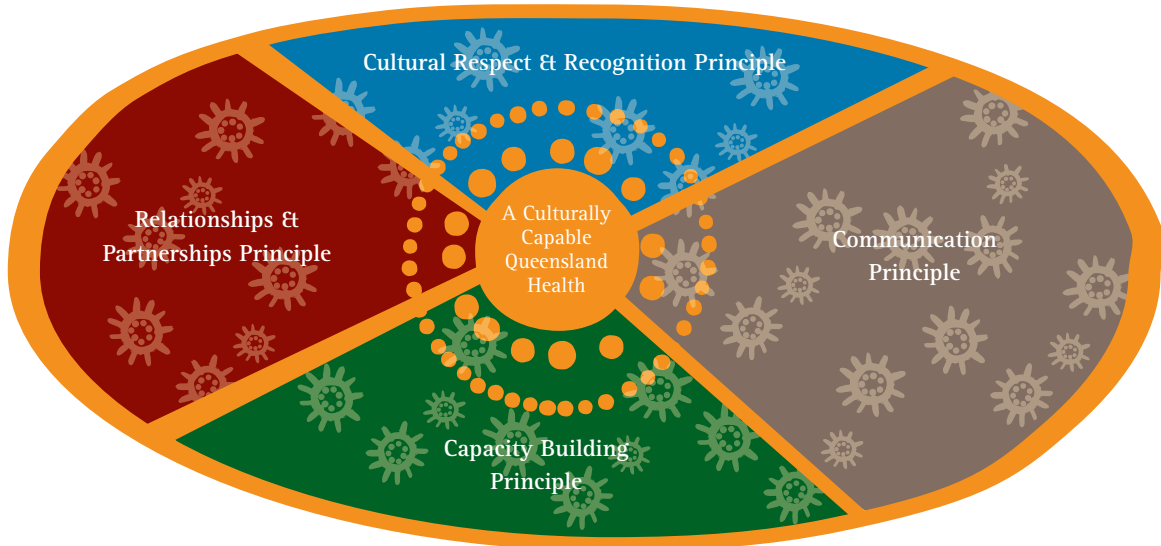 Cultural Respect & Recognition Principle
Relationships &
Partnerships Principle
A Culturally
Capable
Queensland
Health
Communication
Principle
Capacity Building
Principle